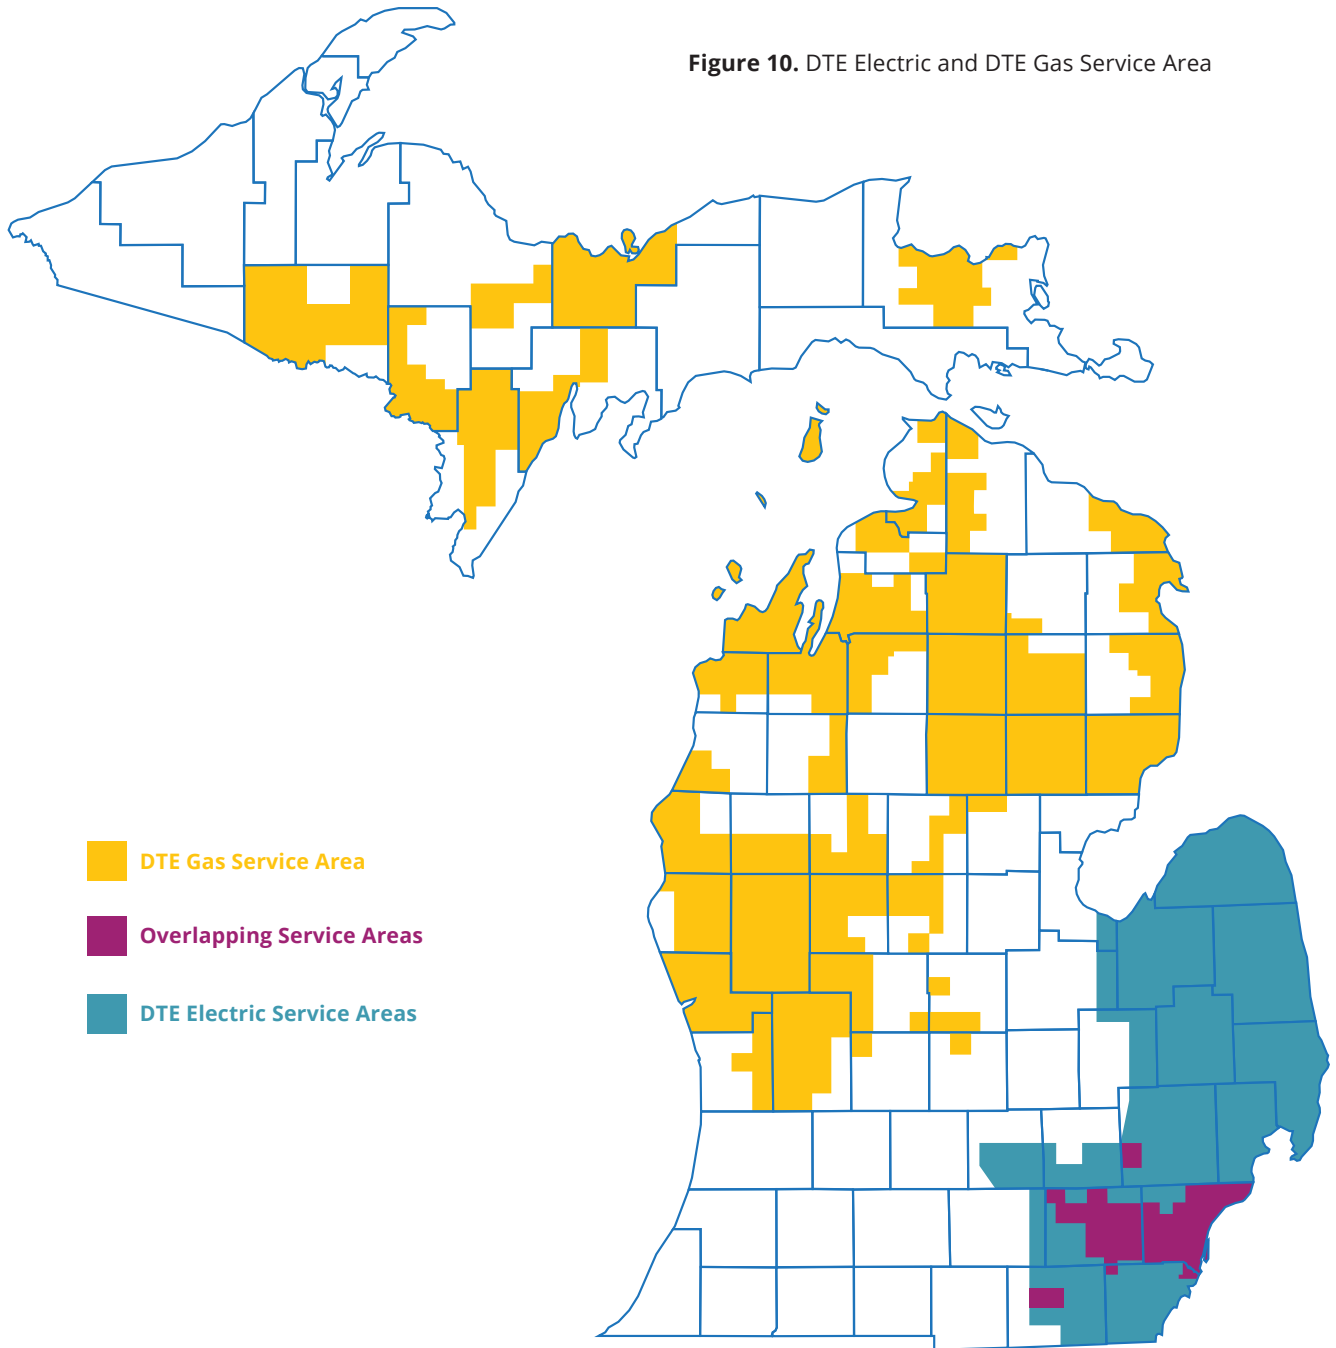 Figure 10. DTE Electric and DTE Gas Service Area
DTE Gas Service Area
Overlapping Service Areas
DTE Electric Service Areas